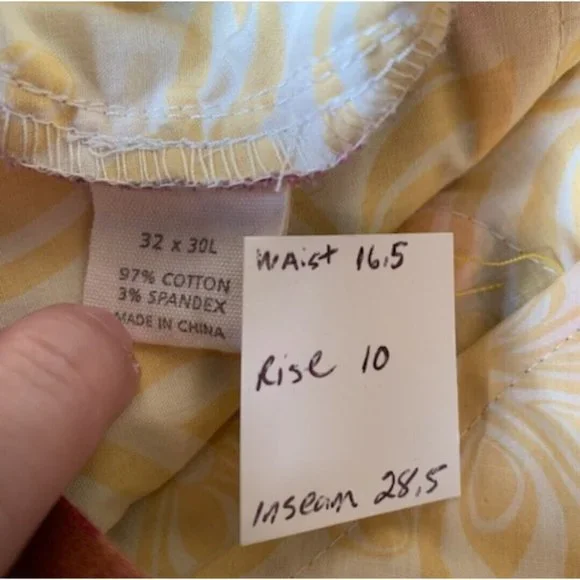 32 x 30L
97% COTTON
3% SPANDEX
MADE IN CHINA
Waist 16.5
Rise 10
Inseam 28.5